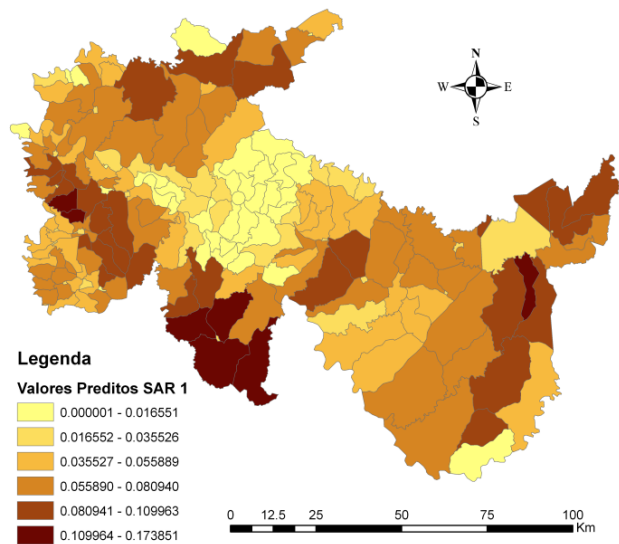 N
W E
S
Legenda
Valores Preditos SAR 1
0.000001 - 0.016551
0.016552 - 0.035526
0.035527 - 0.055889
0.055890 - 0.080940
0.080941 - 0.109963
0.109964 - 0.173851
0 12.5 25 50 75 100
Km